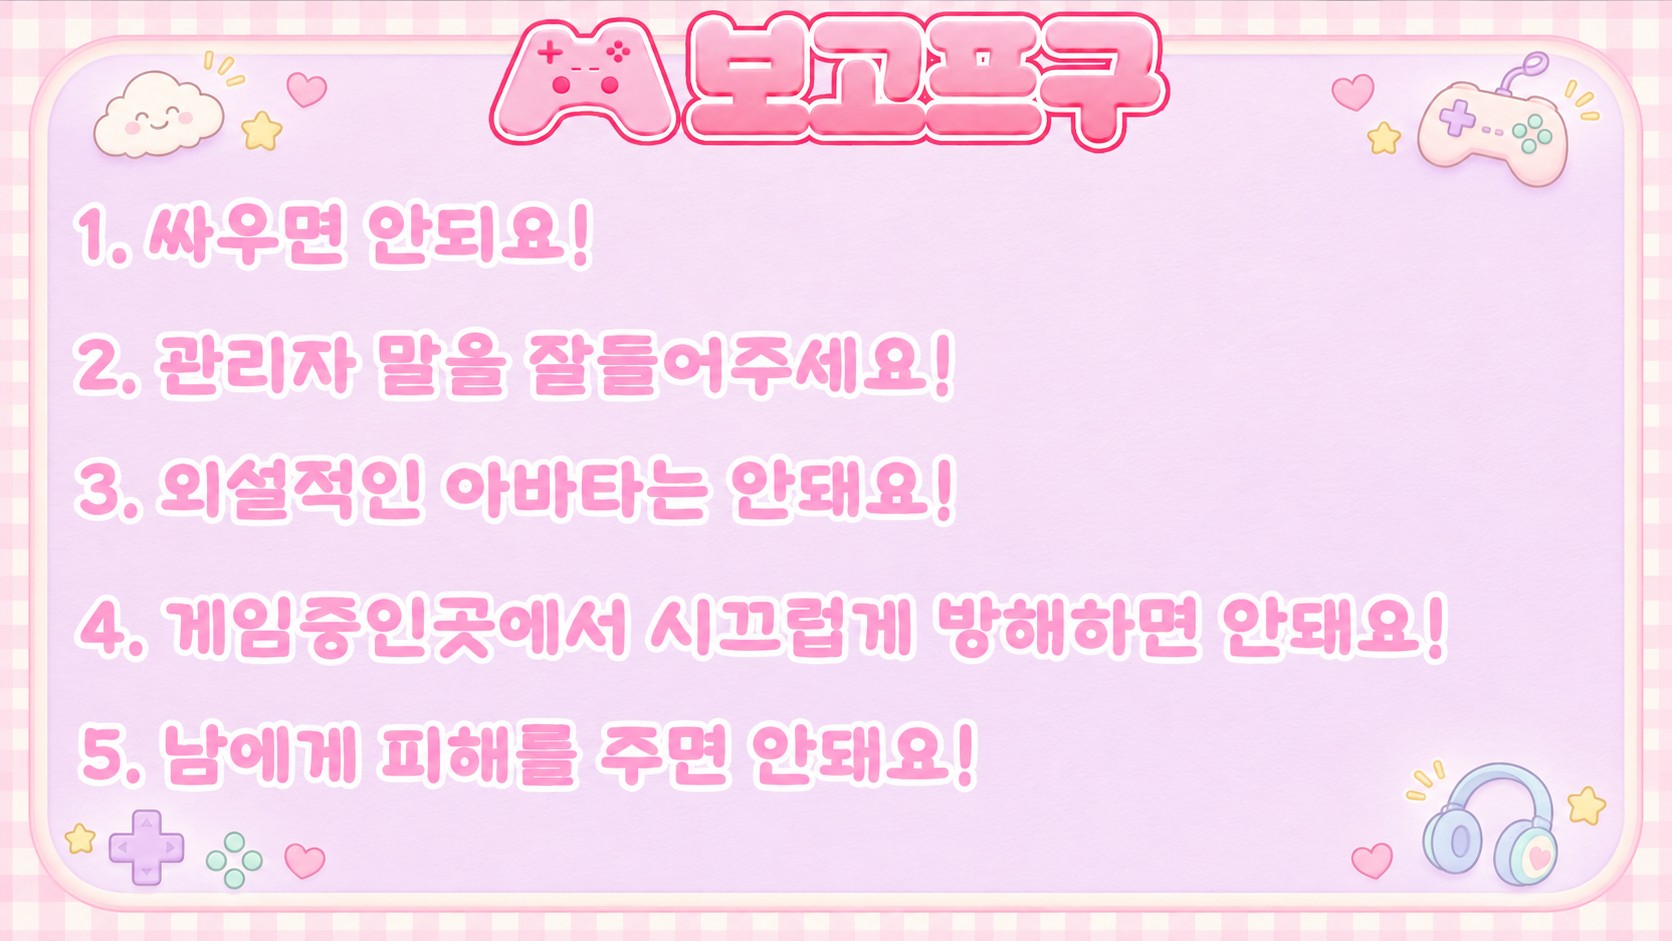 보고프구
1. 싸우면 안되요!
2. 관리자 말을 잘들어주세요!
3. 외설적인 아바타는 안돼요!
4. 게임중인곳에서 시끄럽게 방해하면 안돼요!
5. 남에게 피해를 주면 안돼요!